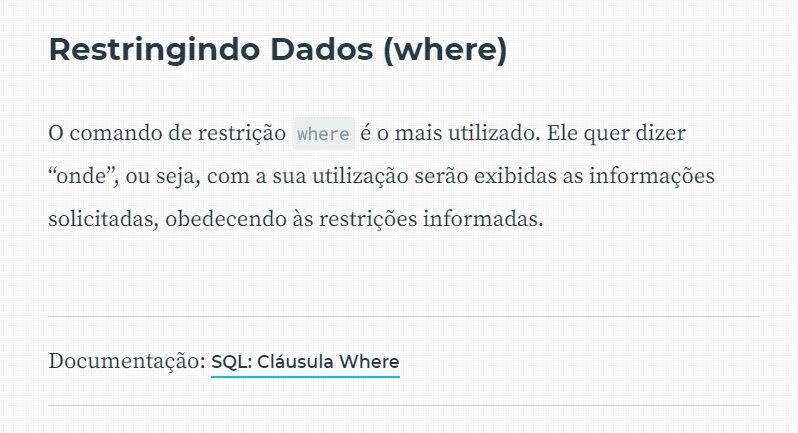 Restringindo Dados (where)
O comando de restrição where é o mais utilizado. Ele quer dizer
“onde”, ou seja, com a sua utilização serão exibidas as informações
solicitadas, obedecendo às restrições informadas.
Documentação: SQL: Cláusula Where